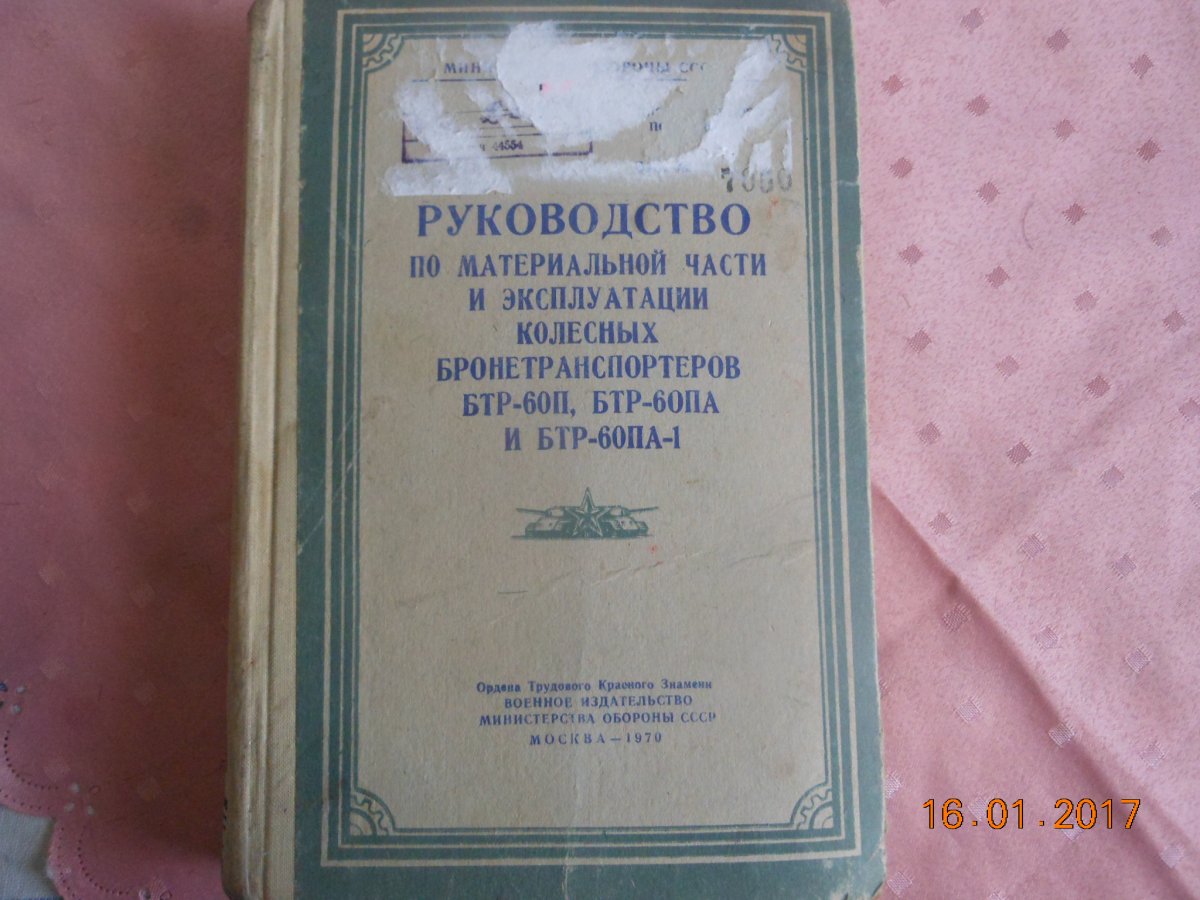 44554
РУКОВОДСТВО
ПО МАТЕРИАЛЬНОЙ ЧАСТИ
И ЭКСПЛУАТАЦИИ
КОЛЕСНЫХ
БРОНЕТРАНСПОРТЕРОВ
БТР-60П, БТР-60ПА
И БТР-60ПА-1
Ордена Трудового Красного Знамени
ВОЕННОЕ ИЗДАТЕЛЬСТВО
МИНИСТЕРСТВА ОБОРОНЫ СССР
МОСКВА — 1970
16.01.2017